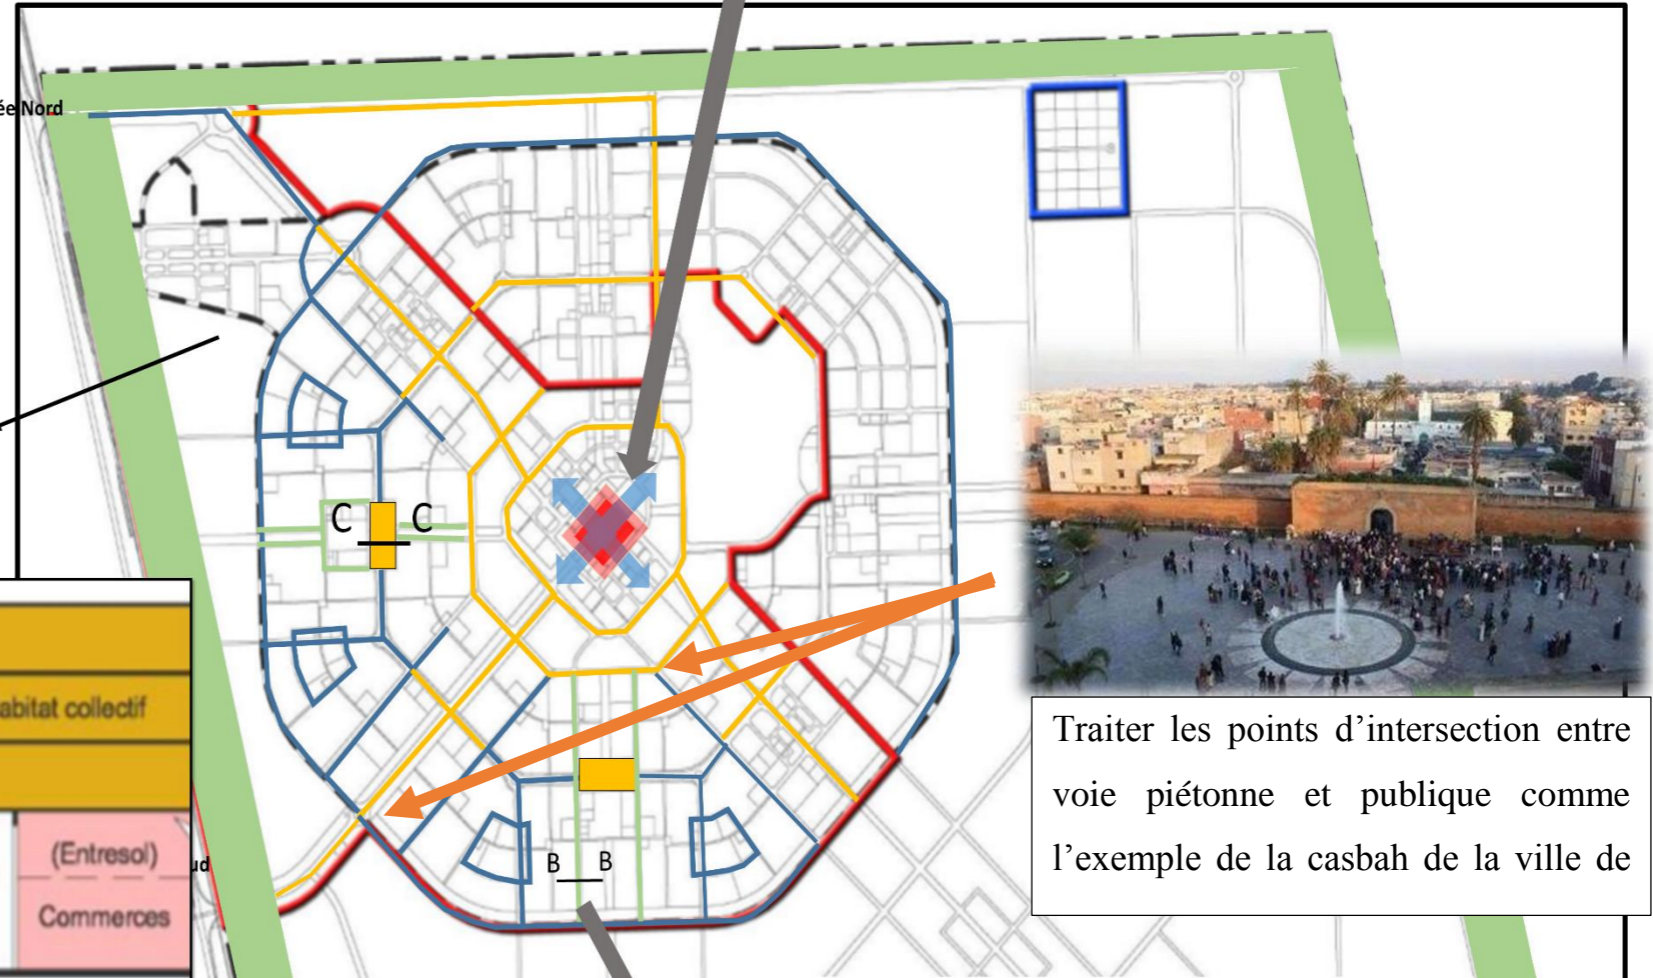 ée Nord
C C
abitat collectif
(Entresol)
Commerces
ud
B B
Traiter les points d’intersection entre
voie piétonne et publique comme
l’exemple de la casbah de la ville de